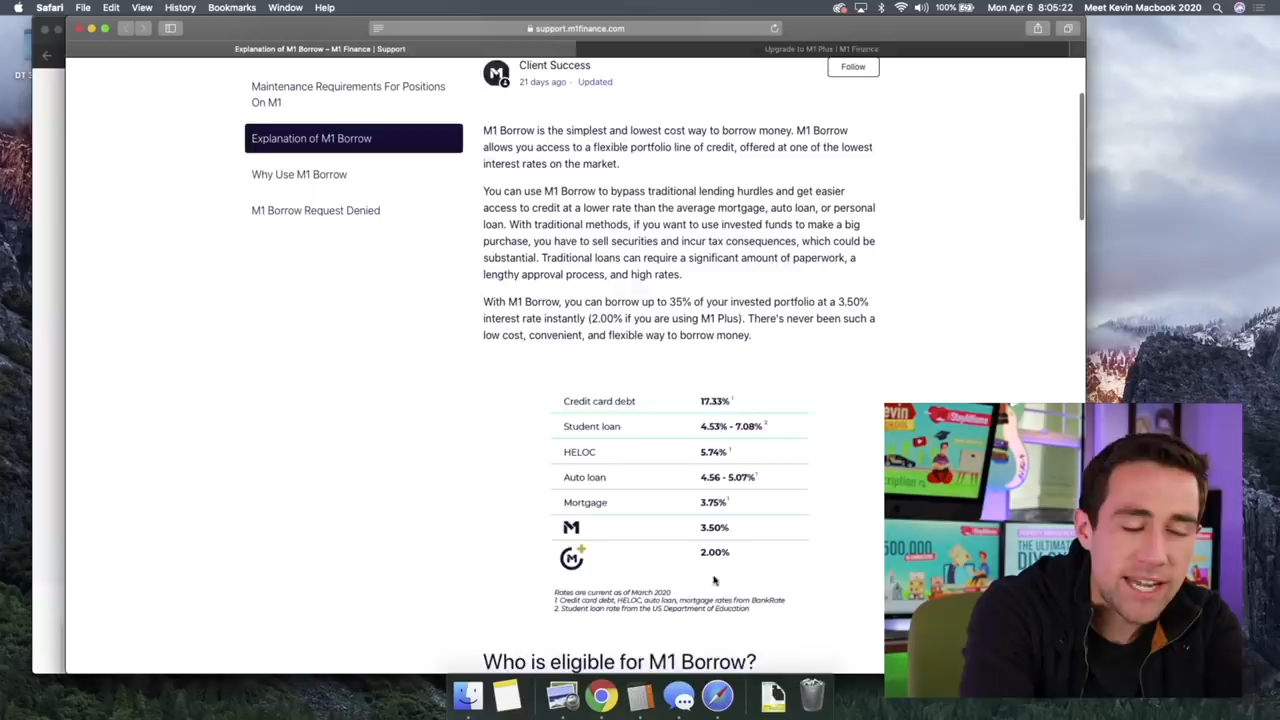 Safari File Edit View History Bookmarks Window Help
100% Mon Apr 6 8:05:22 Meet Kevin Macbook 2020
support.m1finance.com
Explanation of M1 Borrow – M1 Finance | Support
Upgrade to M1 Plus | M1 Finance
DT 3
Maintenance Requirements For Positions
On M1
Explanation of M1 Borrow
Why Use M1 Borrow
M1 Borrow Request Denied
Client Success
21 days ago · Updated
Follow
M1 Borrow is the simplest and lowest cost way to borrow money. M1 Borrow
allows you access to a flexible portfolio line of credit, offered at one of the lowest
interest rates on the market.
You can use M1 Borrow to bypass traditional lending hurdles and get easier
access to credit at a lower rate than the average mortgage, auto loan, or personal
loan. With traditional methods, if you want to use invested funds to make a big
purchase, you have to sell securities and incur tax consequences, which could be
substantial. Traditional loans can require a significant amount of paperwork, a
lengthy approval process, and high rates.
With M1 Borrow, you can borrow up to 35% of your invested portfolio at a 3.50%
interest rate instantly (2.00% if you are using M1 Plus). There's never been such a
low cost, convenient, and flexible way to borrow money.
Credit card debt 17.33% 1
Student loan 4.53% - 7.08% 2
HELOC 5.74% 1
Auto loan 4.56 - 5.07% 1
Mortgage 3.75% 1
M 3.50%
M+ 2.00%
Rates are current as of March 2020
1 Credit card debt, HELOC, auto loan, mortgage rates from BankRate
2. Student loan rate from the US Department of Education
Who is eligible for M1 Borrow?
evin
500,000
THE ULTIMA
DIY